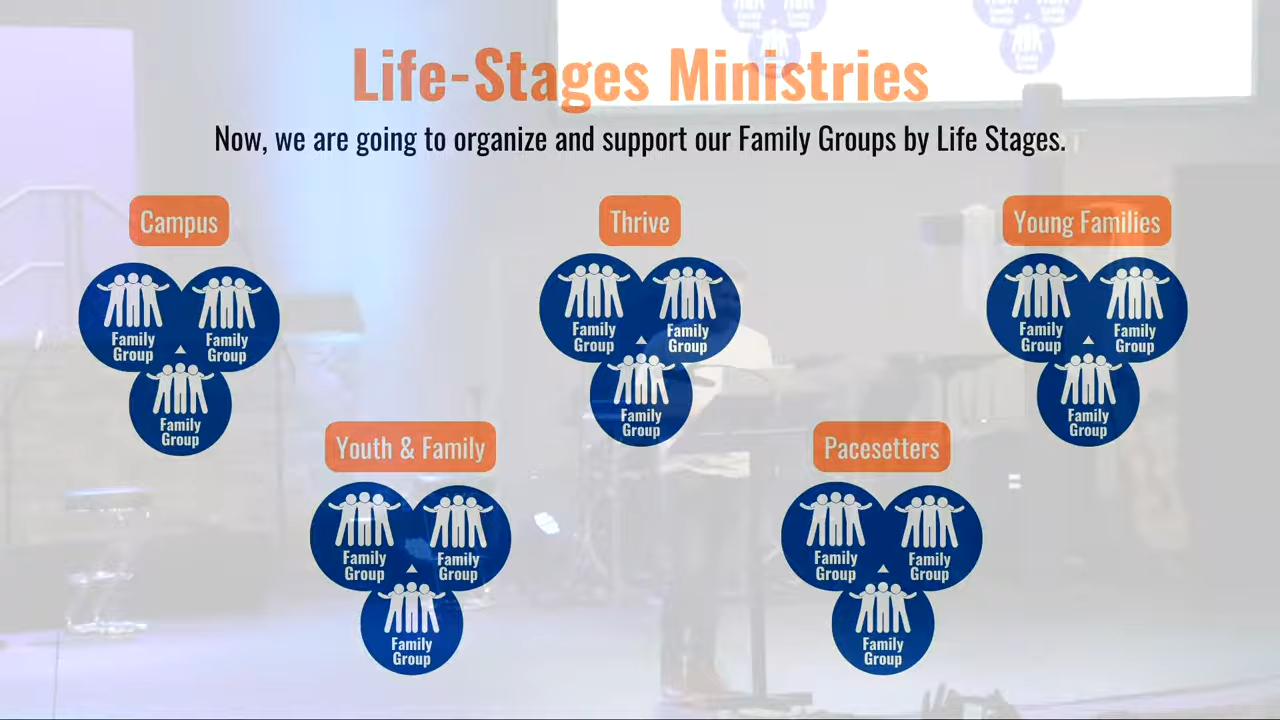 Life-Stages Ministries
Now, we are going to organize and support our Family Groups by Life Stages.
Campus
Family
Group
Family
Group
Family
Group
Thrive
Family
Group
Family
Group
Family
Group
Young Families
Family
Group
Family
Group
Family
Group
Youth & Family
Family
Group
Family
Group
Family
Group
Pacesetters
Family
Group
Family
Group
Family
Group